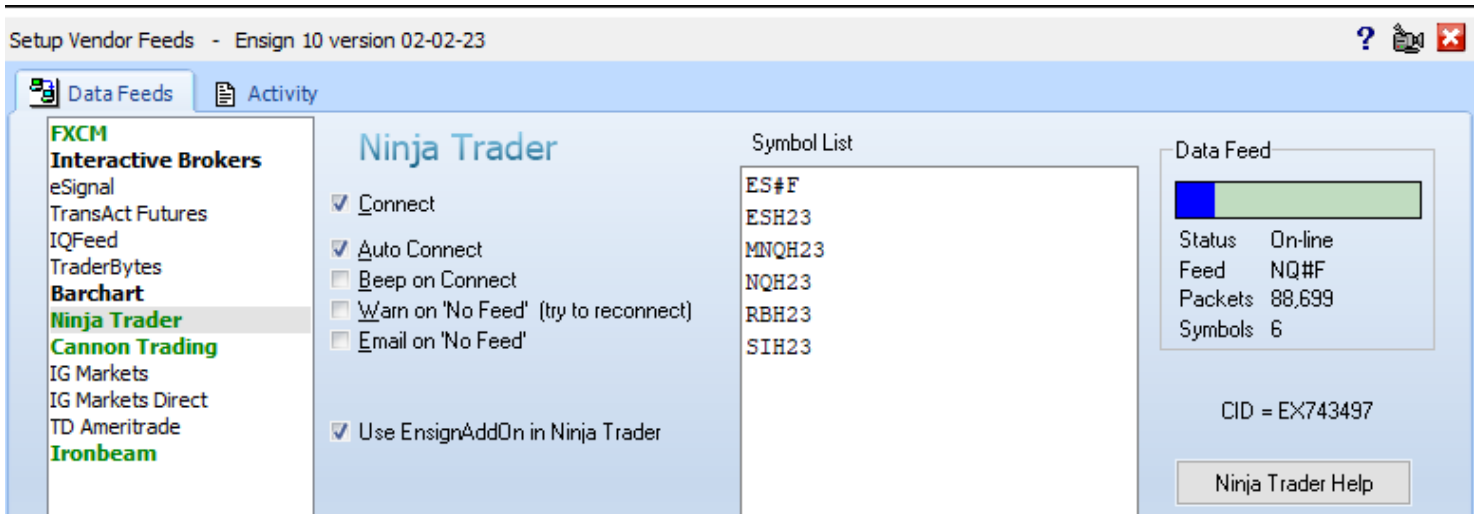 Setup Vendor Feeds - Ensign 10 version 02-02-23
?
Data Feeds
Activity
FXCM
Interactive Brokers
eSignal
TransAct Futures
IQFeed
TraderBytes
Barchart
Ninja Trader
Cannon Trading
IG Markets
IG Markets Direct
TD Ameritrade
Ironbeam
Ninja Trader
Connect
Auto Connect
Beep on Connect
Warn on 'No Feed' (try to reconnect)
Email on 'No Feed'
Use EnsignAddOn in Ninja Trader
Symbol List
ES#F
ESH23
MNQH23
NQH23
RBH23
SIH23
Data Feed
Status On-line
Feed NQ#F
Packets 88,699
Symbols 6
CID = EX743497
Ninja Trader Help